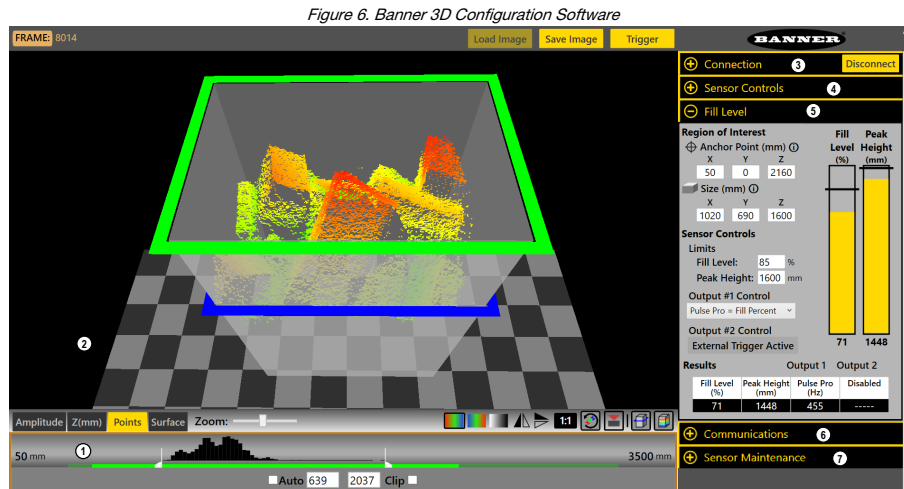 Figure 6. Banner 3D Configuration Software
FRAME: 8014
Load Image
Save Image
Trigger
BANNER
3
Connection
Disconnect
Sensor Controls
4
Fill Level
5
Region of Interest
Anchor Point (mm)
X Y Z
50 0 2160
Size (mm)
X Y Z
1020 690 1600
Sensor Controls
Limits
Fill Level: 85 %
Peak Height: 1600 mm
Output #1 Control
Pulse Pro = Fill Percent
Output #2 Control
External Trigger Active
Fill Level (%)
Peak Height (mm)
71 1448
Results Output 1 Output 2
Fill Level (%)
Peak Height (mm)
Pulse Pro (Hz)
Disabled
71 1448 455 -----
Communications
6
Sensor Maintenance
7
2
Amplitude
Z(mm)
Points
Surface
Zoom:
1:1
50 mm
1
3500 mm
Auto 639 2037 Clip